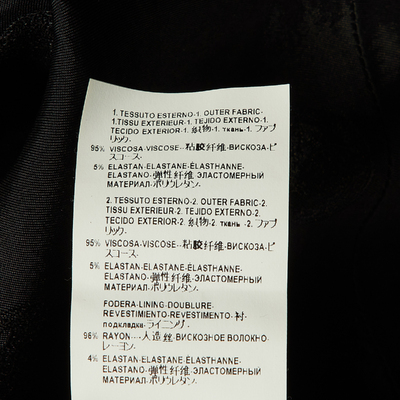 1. TESSUTO ESTERNO-1. OUTER FABRIC-
1.TISSU EXTERIEUR-1. TEJIDO EXTERNO-1.
TECIDO EXTERIOR-1. 织物-1. ткань-1. ファブ
リック.
95% VISCOSA-VISCOSE--粘胶纤维-ВИСКОЗА-ビ
スコース.
5% ELASTAN-ELASTANE-ÉLASTHANNE-
ELASTANO-弹性纤维-ЭЛАСТОМЕРНЫЙ
МАТЕРИАЛ-ポリウレタン.
2. TESSUTO ESTERNO-2. OUTER FABRIC-2.
TISSU EXTERIEUR-2. TEJIDO EXTERNO-2.
TECIDO EXTERIOR-2. 织物-2. ткань -2. ファブ
リック.
95% VISCOSA-VISCOSE--粘胶纤维-ВИСКОЗА-ビ
スコース.
5% ELASTAN-ELASTANE-ÉLASTHANNE-
ELASTANO-弹性纤维-ЭЛАСТОМЕРНЫЙ
МАТЕРИАЛ-ポリウレタン.
FODERA-LINING-DOUBLURE-
REVESTIMIENTO-REVESTIMENTO-衬-
подкладка-ライニング.
96% RAYON---人造丝-ВИСКОЗНОЕ ВОЛОКНО-
レーヨン.
4% ELASTAN-ELASTANE-ÉLASTHANNE-
ELASTANO-弹性纤维-ЭЛАСТОМЕРНЫЙ
МАТЕРИАЛ-ポリウレタン.